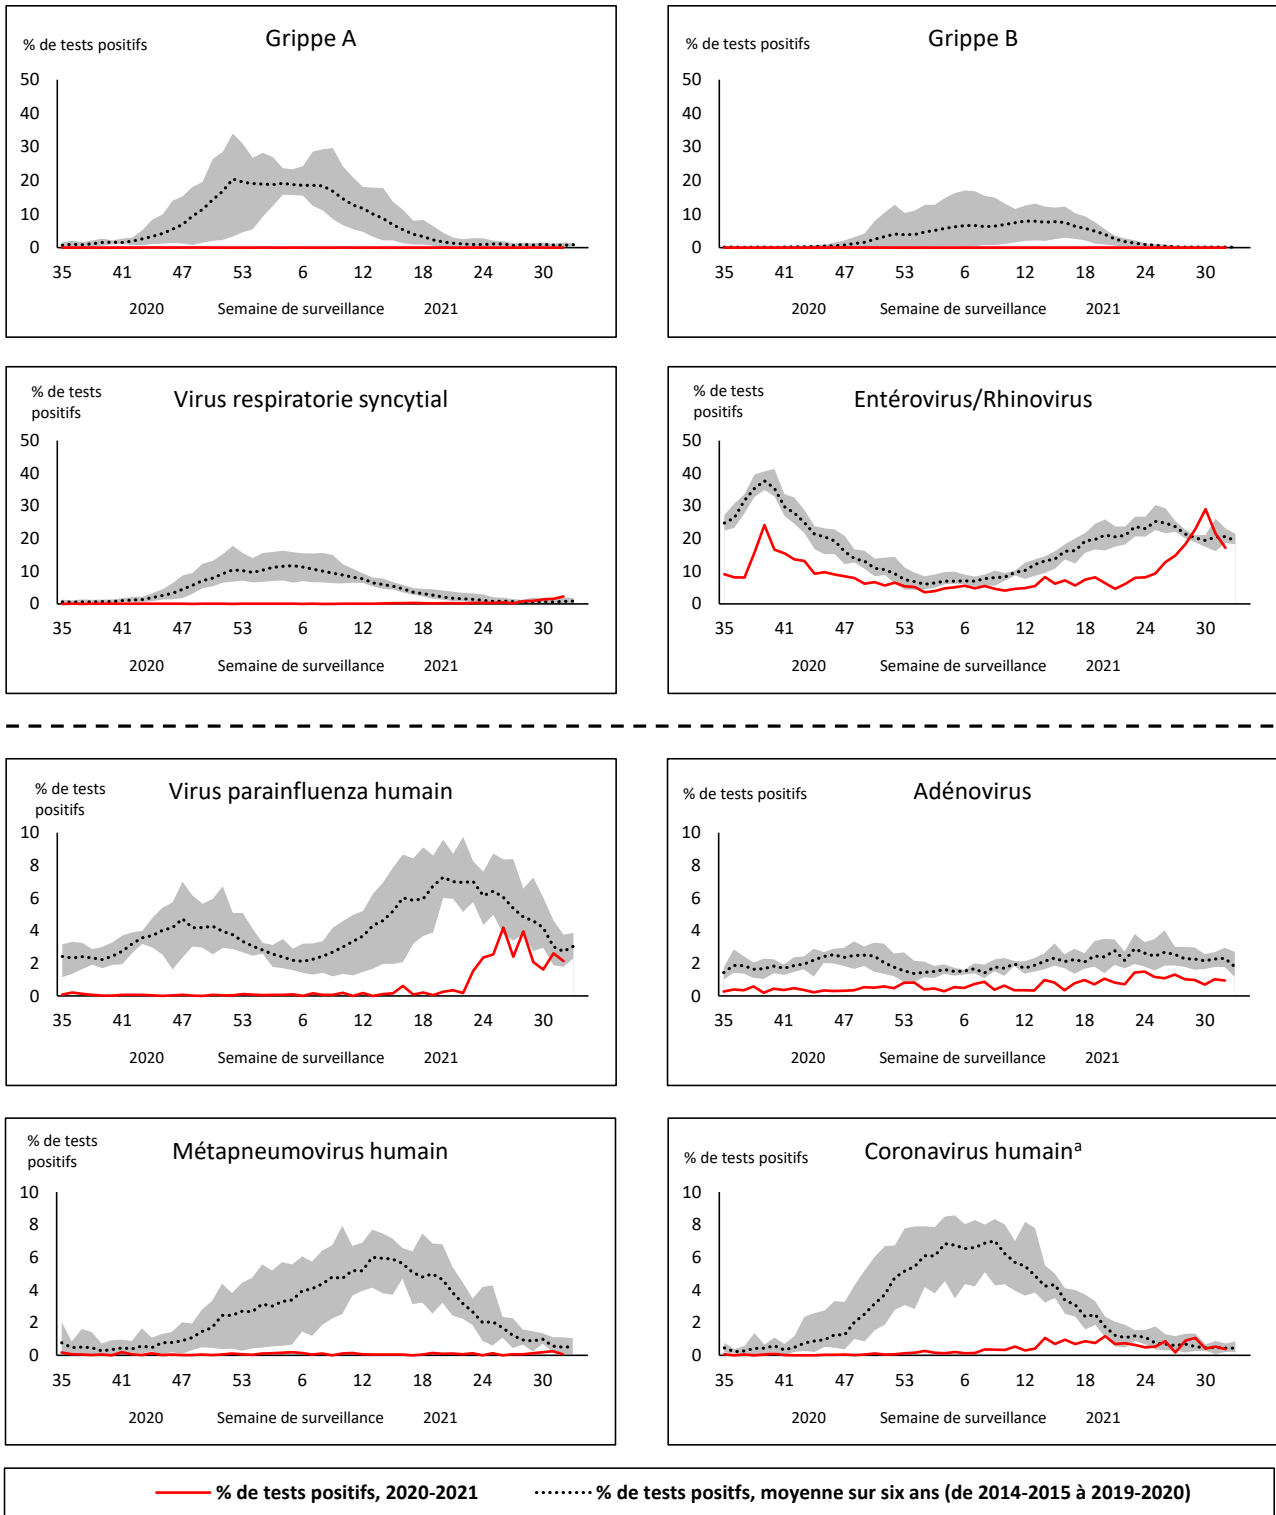 Grippe A
% de tests positifs
50
40
30
20
10
0
35 41 47 53 6 12 18 24 30
2020 Semaine de surveillance 2021
Grippe B
% de tests positifs
50
40
30
20
10
0
35 41 47 53 6 12 18 24 30
2020 Semaine de surveillance 2021
Virus respiratorie syncytial
% de tests
positifs
50
40
30
20
10
0
35 41 47 53 6 12 18 24 30
2020 Semaine de surveillance 2021
Entérovirus/Rhinovirus
% de tests
positifs
50
40
30
20
10
0
35 41 47 53 6 12 18 24 30
2020 Semaine de surveillance 2021
Virus parainfluenza humain
% de tests
positifs
10
8
6
4
2
0
35 41 47 53 6 12 18 24 30
2020 Semaine de surveillance 2021
Adénovirus
% de tests positifs
10
8
6
4
2
0
35 41 47 53 6 12 18 24 30
2020 Semaine de surveillance 2021
Métapneumovirus humain
% de tests
positifs
10
8
6
4
2
0
35 41 47 53 6 12 18 24 30
2020 Semaine de surveillance 2021
Coronavirus humainᵃ
% de tests positifs
10
8
6
4
2
0
35 41 47 53 6 12 18 24 30
2020 Semaine de surveillance 2021
% de tests positifs, 2020-2021 % de tests positfs, moyenne sur six ans (de 2014-2015 à 2019-2020)